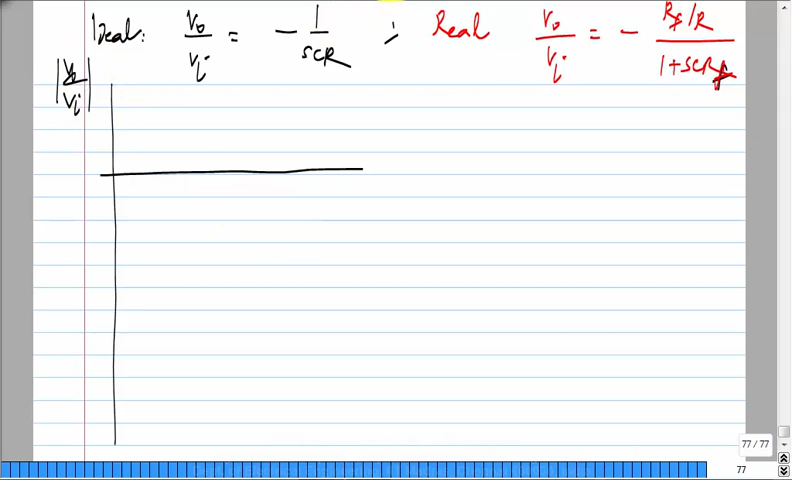 Ideal: Vo/Vi = - 1/SCR ; Real Vo/Vi = - Rf/R / 1+SCRf
|Vo/Vi|
77 / 77
77